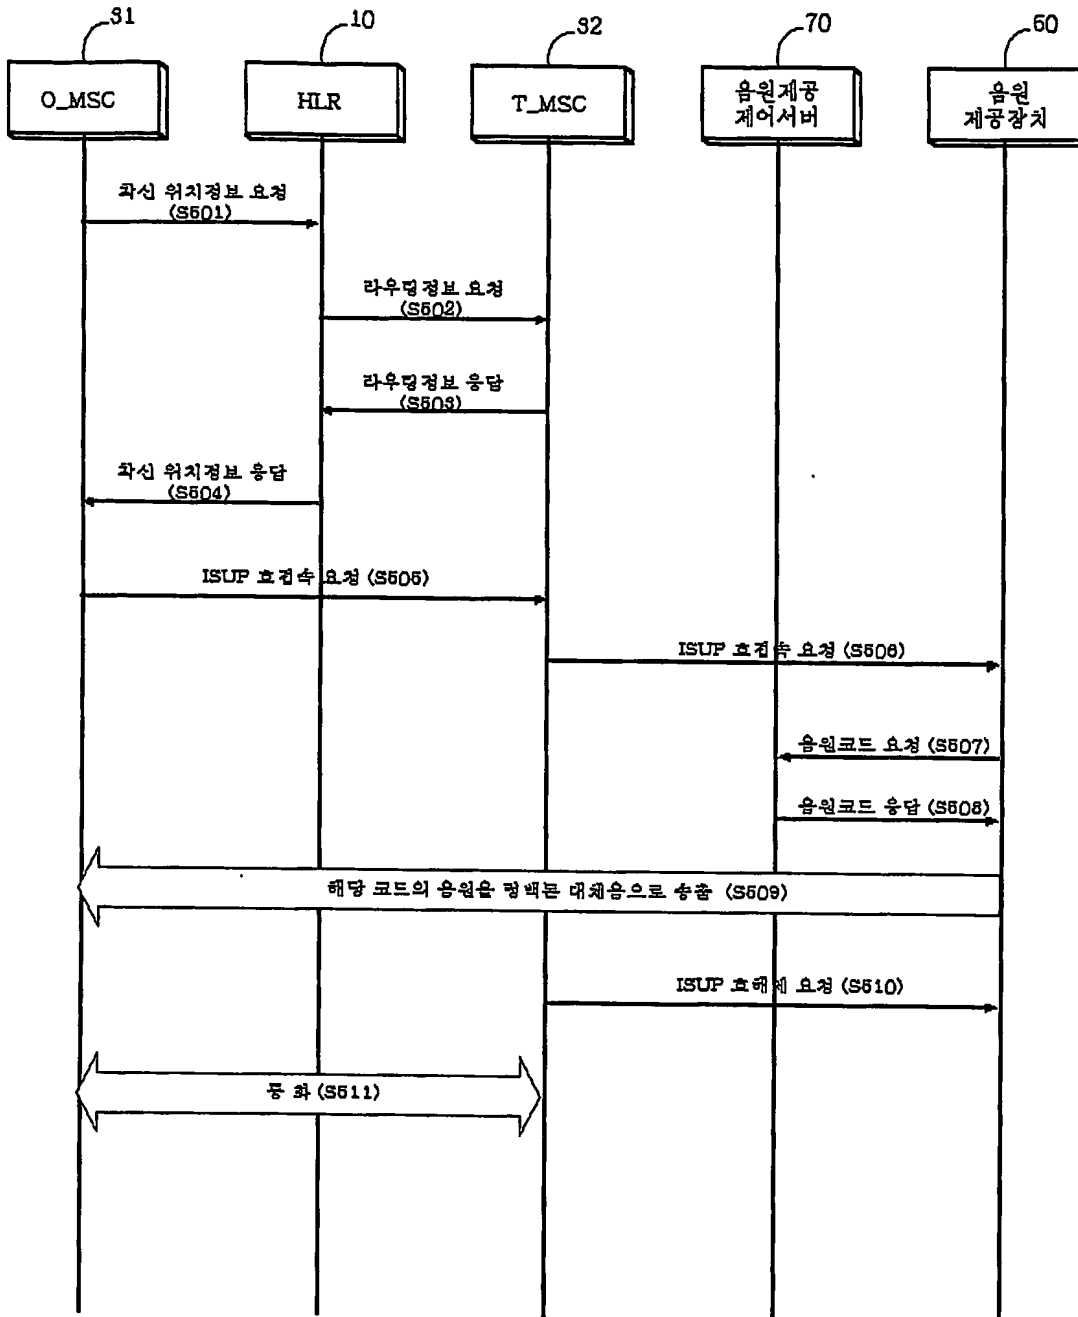 31
10
32
70
60
O_MSC
HLR
T_MSC
음원제공
제어서버
음원
제공장치
착신 위치정보 요청
(S501)
라우팅정보 요청
(S502)
라우팅정보 응답
(S503)
착신 위치정보 응답
(S504)
ISUP 호접속 요청 (S505)
ISUP 호접속 요청 (S506)
음원코드 요청 (S507)
음원코드 응답 (S508)
해당 코드의 음원을 링백톤 대체음으로 송출 (S509)
ISUP 호해제 요청 (S510)
통 화 (S511)